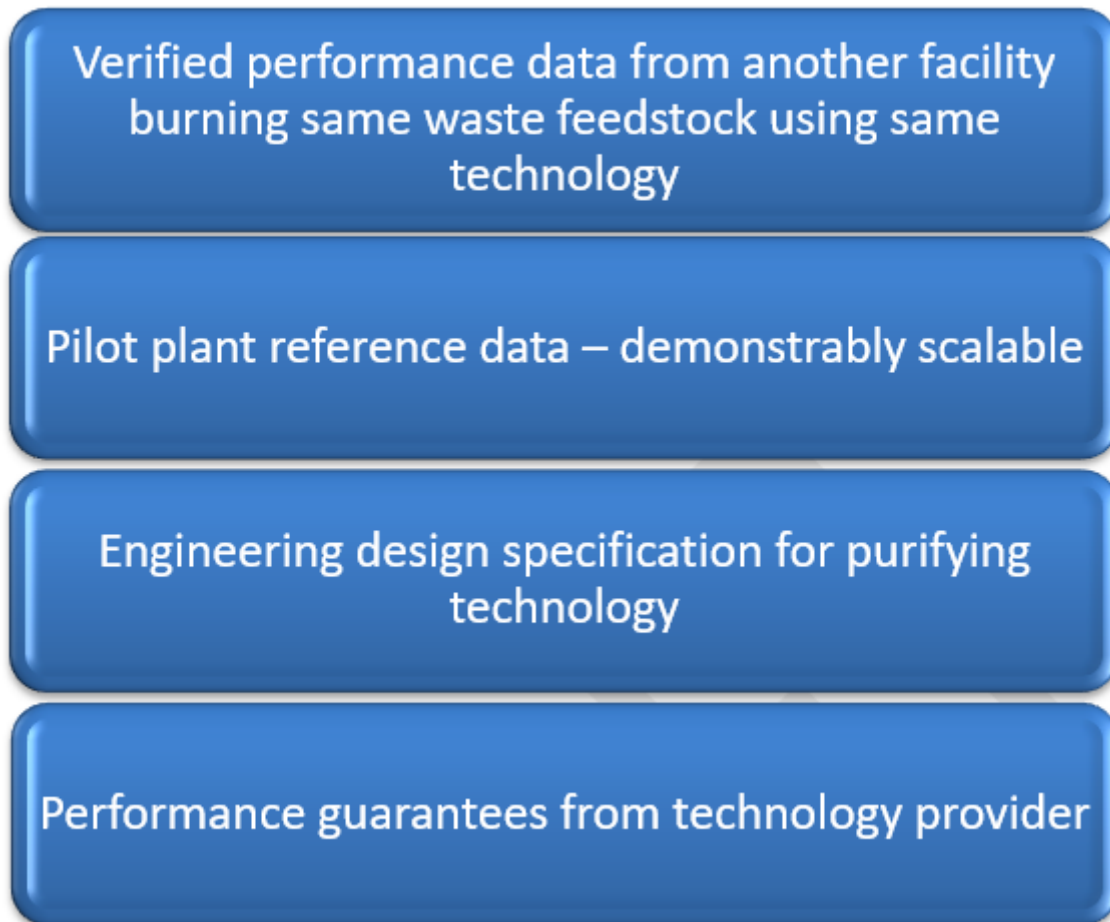 Verified performance data from another facility
burning same waste feedstock using same
technology
Pilot plant reference data – demonstrably scalable
Engineering design specification for purifying
technology
Performance guarantees from technology provider